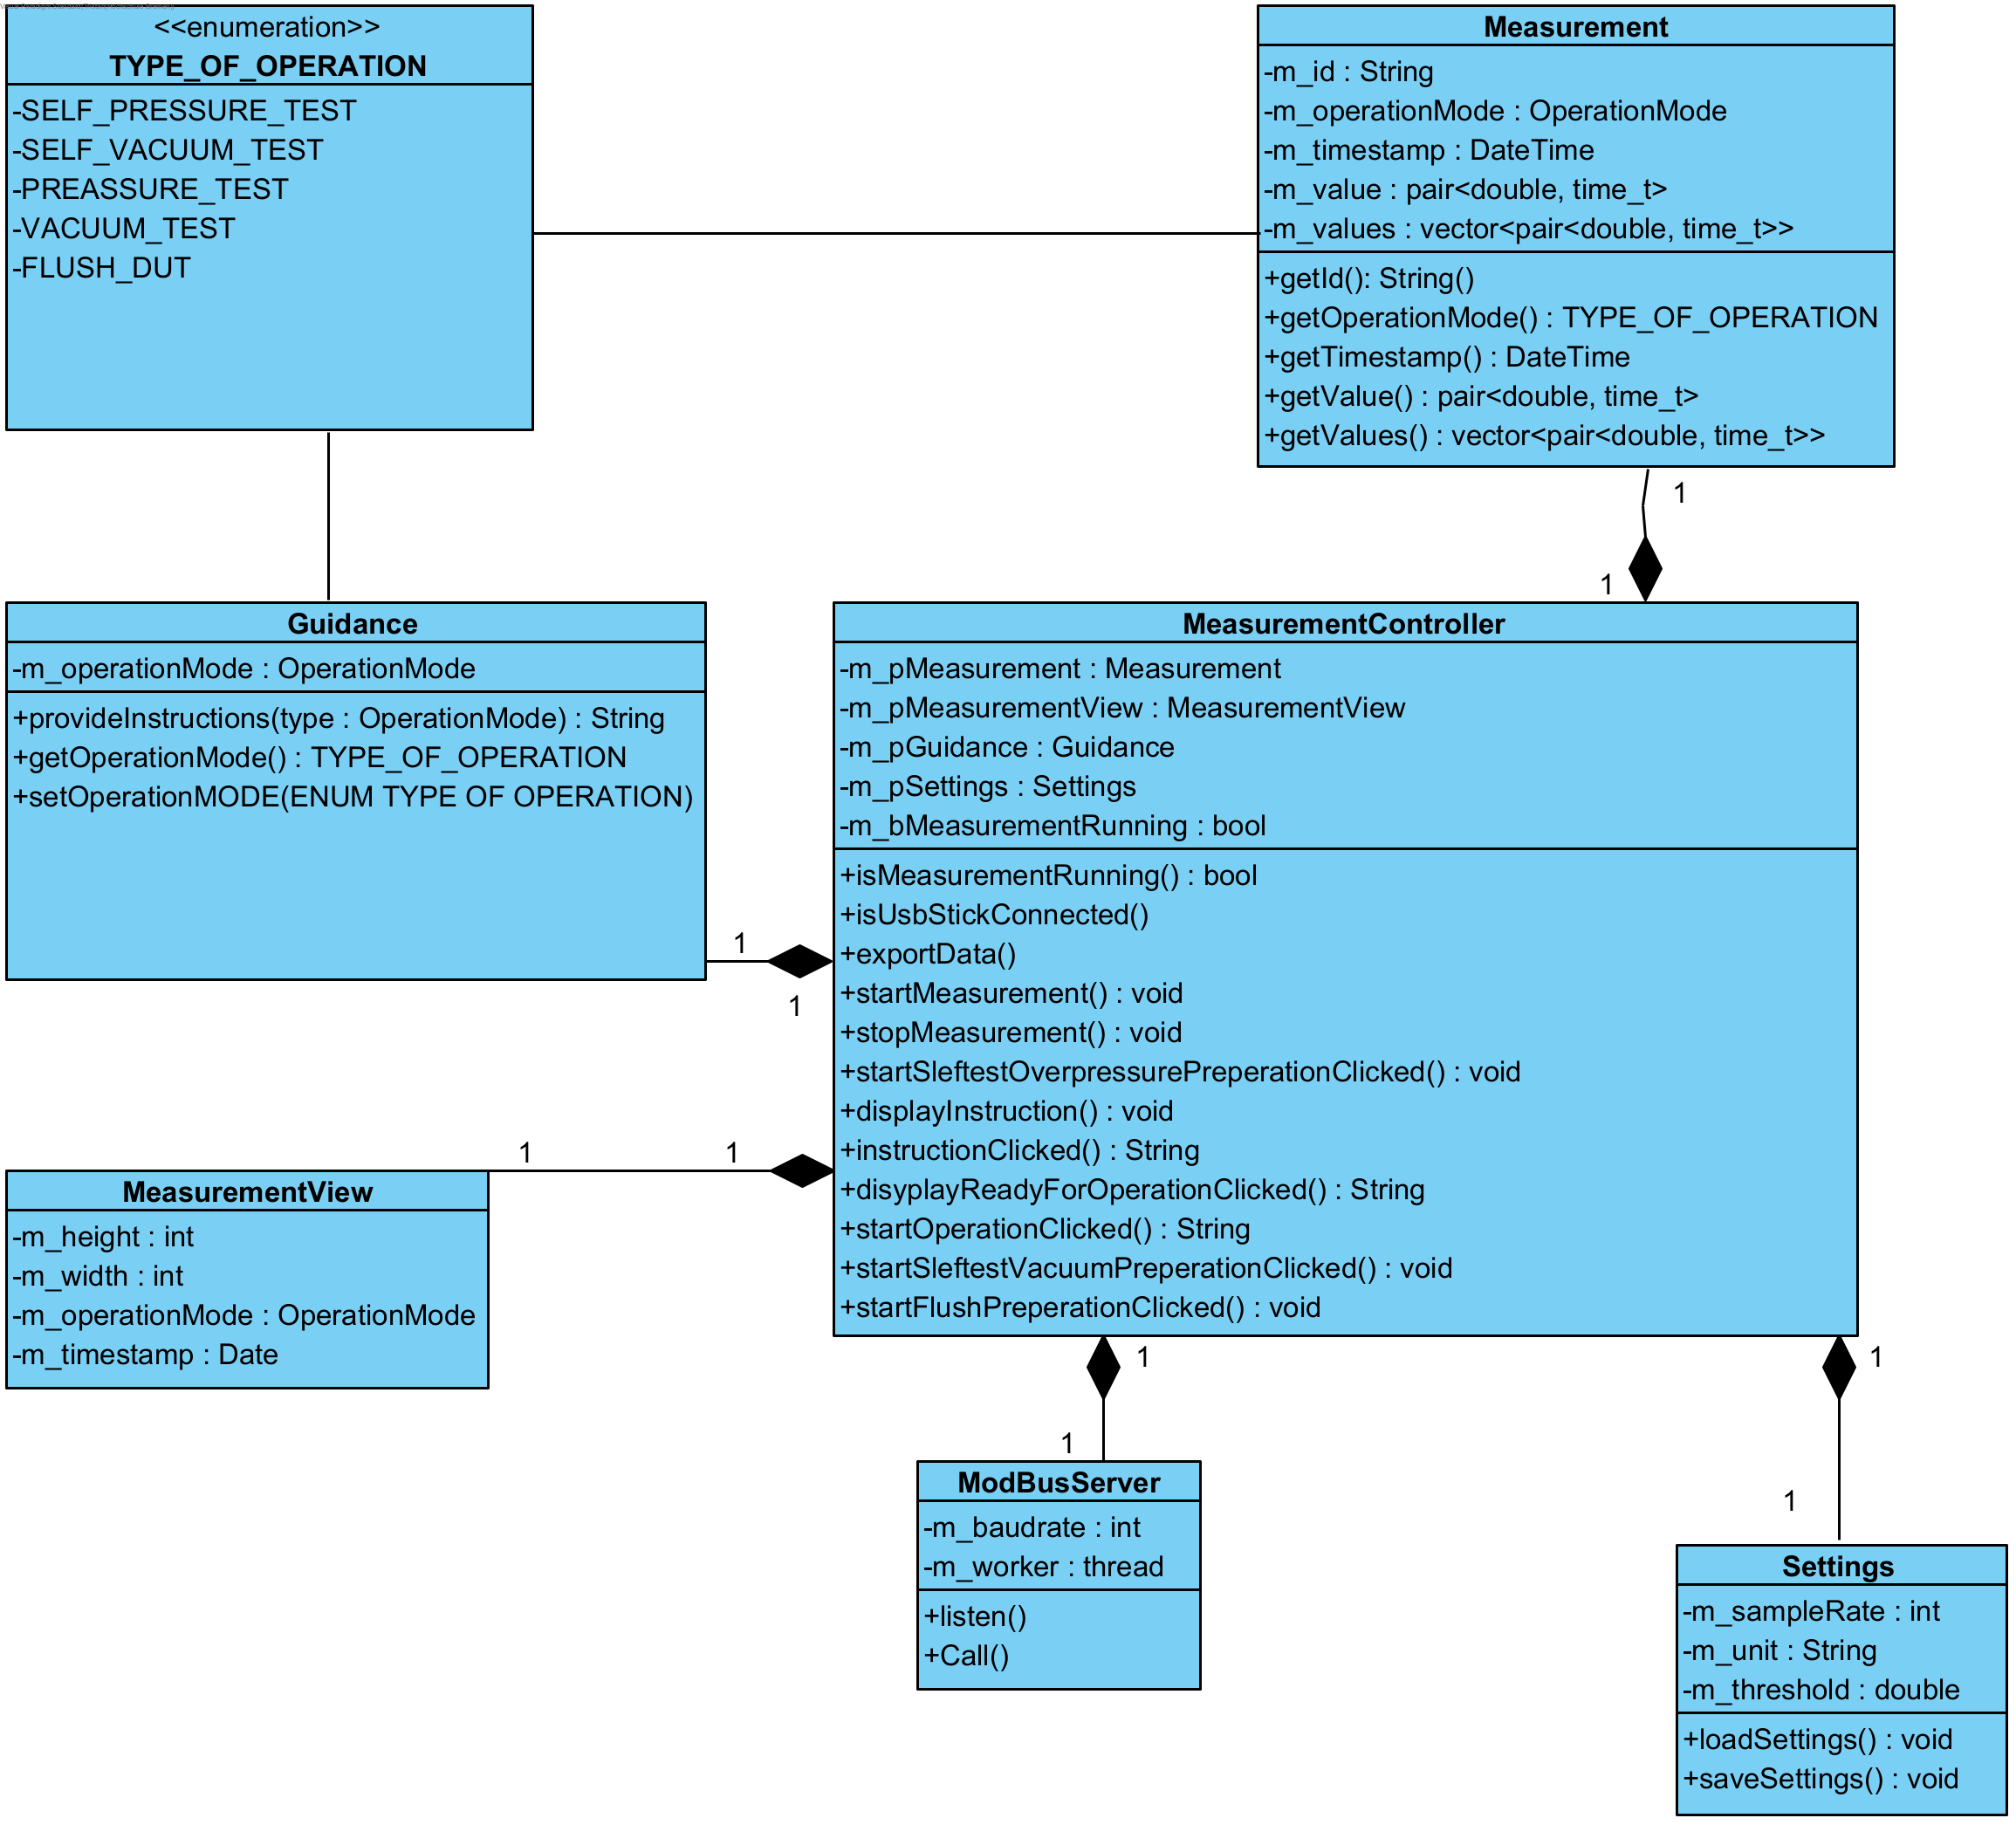 <<enumeration>>
TYPE_OF_OPERATION
-SELF_PRESSURE_TEST
-SELF_VACUUM_TEST
-PREASSURE_TEST
-VACUUM_TEST
-FLUSH_DUT
Measurement
-m_id : String
-m_operationMode : OperationMode
-m_timestamp : DateTime
-m_value : pair<double, time_t>
-m_values : vector<pair<double, time_t>>
+getId(): String()
+getOperationMode() : TYPE_OF_OPERATION
+getTimestamp() : DateTime
+getValue() : pair<double, time_t>
+getValues() : vector<pair<double, time_t>>
1
1
Guidance
-m_operationMode : OperationMode
+provideInstructions(type : OperationMode) : String
+getOperationMode() : TYPE_OF_OPERATION
+setOperationMODE(ENUM TYPE OF OPERATION)
1
1
MeasurementController
-m_pMeasurement : Measurement
-m_pMeasurementView : MeasurementView
-m_pGuidance : Guidance
-m_pSettings : Settings
-m_bMeasurementRunning : bool
+isMeasurementRunning() : bool
+isUsbStickConnected()
+exportData()
+startMeasurement() : void
+stopMeasurement() : void
+startSleftestOverpressurePreperationClicked() : void
+displayInstruction() : void
+instructionClicked() : String
+disyplayReadyForOperationClicked() : String
+startOperationClicked() : String
+startSleftestVacuumPreperationClicked() : void
+startFlushPreperationClicked() : void
1
1
MeasurementView
-m_height : int
-m_width : int
-m_operationMode : OperationMode
-m_timestamp : Date
1
1
ModBusServer
-m_baudrate : int
-m_worker : thread
+listen()
+Call()
1
1
Settings
-m_sampleRate : int
-m_unit : String
-m_threshold : double
+loadSettings() : void
+saveSettings() : void